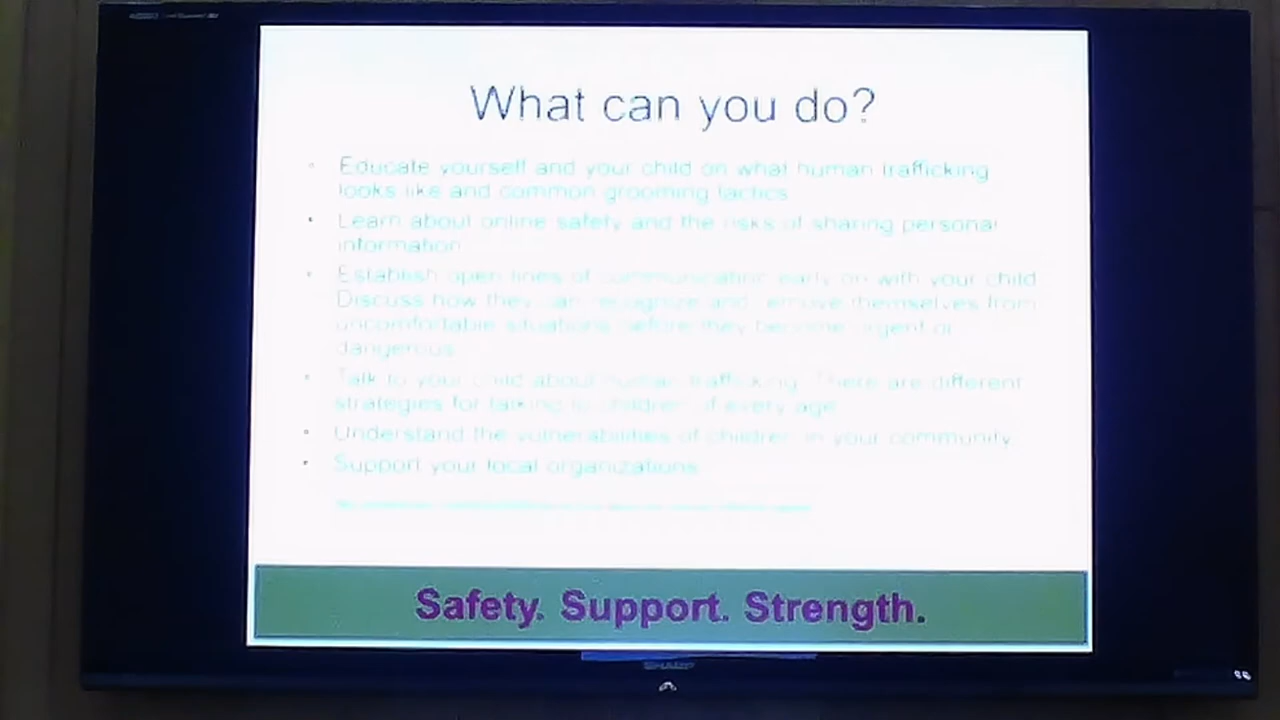 What can you do?
Educate yourself and your child on what human trafficking
looks like and common grooming tactics
Learn about online safety and the risks of sharing personal
information
Establish open lines of communication early on with your child
Discuss how they can recognize and remove themselves from
uncomfortable situations before they become urgent or
dangerous
Talk to your child about human trafficking. There are different
strategies for talking to children of every age
Understand the vulnerabilities of children in your community
Support your local organizations
Safety. Support. Strength.
SHARP